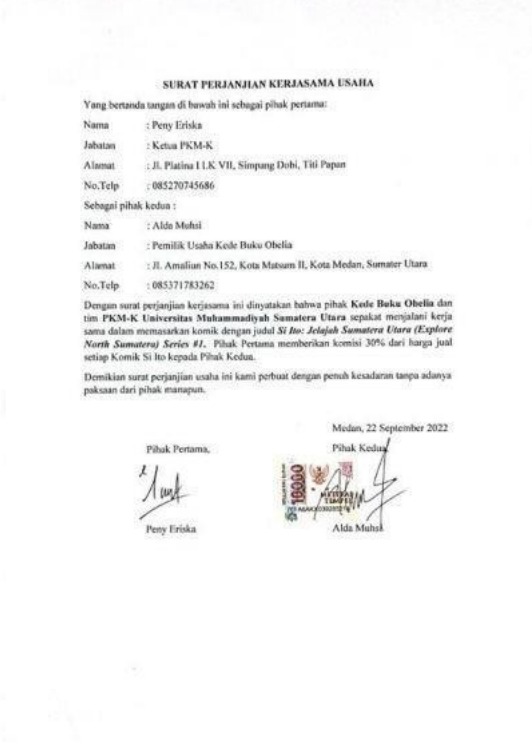 SURAT PERJANJIAN KERJASAMA USAHA
Yang bertanda tangan di bawah ini sebagai pihak pertama:
Nama : Peny Eriska
Jabatan : Ketua PKM-K
Alamat : Jl. Platina I LK VII, Simpang Dobi, Titi Papan
No.Telp : 085270745686
Sebagai pihak kedua :
Nama : Alda Muhsi
Jabatan : Pemilik Usaha Kede Buku Obelia
Alamat : Jl. Amaliun No.152, Kota Matsum II, Kota Medan, Sumater Utara
No.Telp : 085371783262
Dengan surat perjanjian kerjasama ini dinyatakan bahwa pihak Kede Buku Obelia dan
tim PKM-K Universitas Muhammadiyah Sumatera Utara sepakat menjalani kerja
sama dalam memasarkan komik dengan judul Si Ito: Jelajah Sumatera Utara (Explore
North Sumatera) Series #1. Pihak Pertama memberikan komisi 30% dari harga jual
setiap Komik Si Ito kepada Pihak Kedua.
Demikian surat perjanjian usaha ini kami perbuat dengan penuh kesadaran tanpa adanya
paksaan dari pihak manapun.
Medan, 22 September 2022
Pihak Pertama,
Pihak Kedua
10000
METERAI
TEMPEL
Peny Eriska
Alda Muhsi